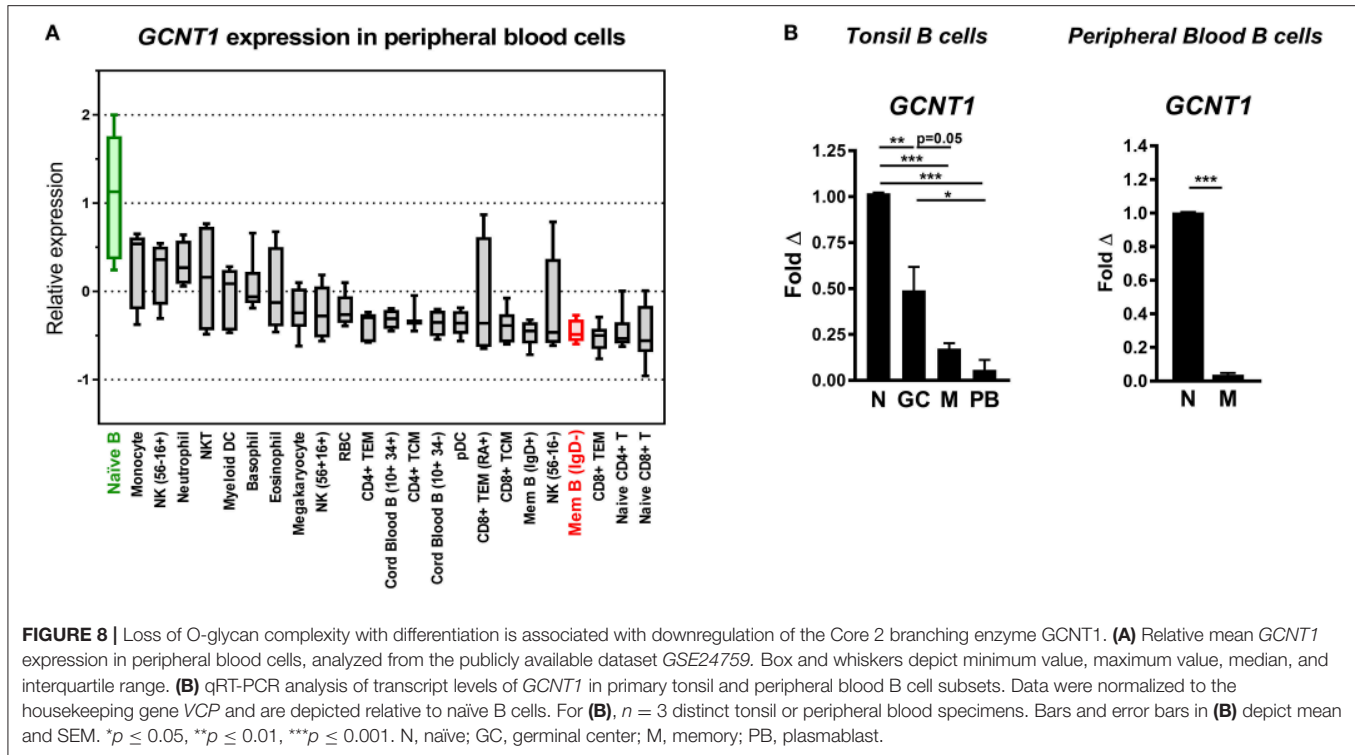 A
GCNT1 expression in peripheral blood cells
Relative expression
2
1
0
-1
Naïve B
Monocyte
NK (56-16+)
Neutrophil
NKT
Myeloid DC
Basophil
Eosinophil
Megakaryocyte
NK (56+16+)
RBC
CD4+ TEM
Cord Blood B (10+ 34+)
CD4+ TCM
Cord Blood B (10+ 34-)
pDC
CD8+ TEM (RA+)
CD8+ TCM
Mem B (IgD+)
NK (56-16-)
Mem B (IgD-)
CD8+ TEM
Naive CD4+ T
Naive CD8+ T
B
Tonsil B cells
GCNT1
Fold Δ
1.25
1.00
0.75
0.50
0.25
0.00
** p=0.05
***
***
*
N GC M PB
Peripheral Blood B cells
GCNT1
Fold Δ
1.4
1.2
1.0
0.8
0.6
0.4
0.2
0.0
***
N M
FIGURE 8 | Loss of O-glycan complexity with differentiation is associated with downregulation of the Core 2 branching enzyme GCNT1. (A) Relative mean GCNT1
expression in peripheral blood cells, analyzed from the publicly available dataset GSE24759. Box and whiskers depict minimum value, maximum value, median, and
interquartile range. (B) qRT-PCR analysis of transcript levels of GCNT1 in primary tonsil and peripheral blood B cell subsets. Data were normalized to the
housekeeping gene VCP and are depicted relative to naïve B cells. For (B), n = 3 distinct tonsil or peripheral blood specimens. Bars and error bars in (B) depict mean
and SEM. *p ≤ 0.05, **p ≤ 0.01, ***p ≤ 0.001. N, naïve; GC, germinal center; M, memory; PB, plasmablast.